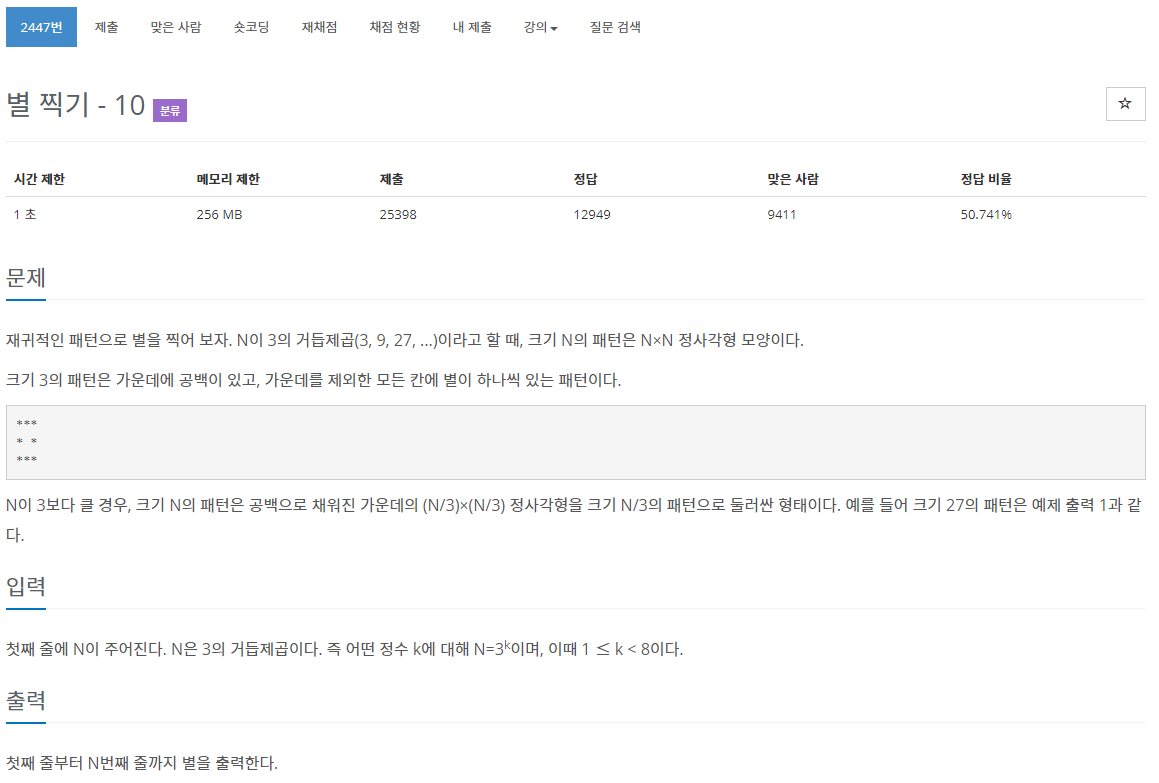 2447번 제출 맞은 사람 숏코딩 재채점 채점 현황 내 제출 강의 질문 검색
별 찍기 - 10 분류
☆
시간 제한 메모리 제한 제출 정답 맞은 사람 정답 비율
1 초 256 MB 25398 12949 9411 50.741%
문제
재귀적인 패턴으로 별을 찍어 보자. N이 3의 거듭제곱(3, 9, 27, ...)이라고 할 때, 크기 N의 패턴은 N×N 정사각형 모양이다.
크기 3의 패턴은 가운데에 공백이 있고, 가운데를 제외한 모든 칸에 별이 하나씩 있는 패턴이다.
***
* *
***
N이 3보다 클 경우, 크기 N의 패턴은 공백으로 채워진 가운데의 (N/3)×(N/3) 정사각형을 크기 N/3의 패턴으로 둘러싼 형태이다. 예를 들어 크기 27의 패턴은 예제 출력 1과 같
다.
입력
첫째 줄에 N이 주어진다. N은 3의 거듭제곱이다. 즉 어떤 정수 k에 대해 N=3ᵏ이며, 이때 1 ≤ k < 8이다.
출력
첫째 줄부터 N번째 줄까지 별을 출력한다.